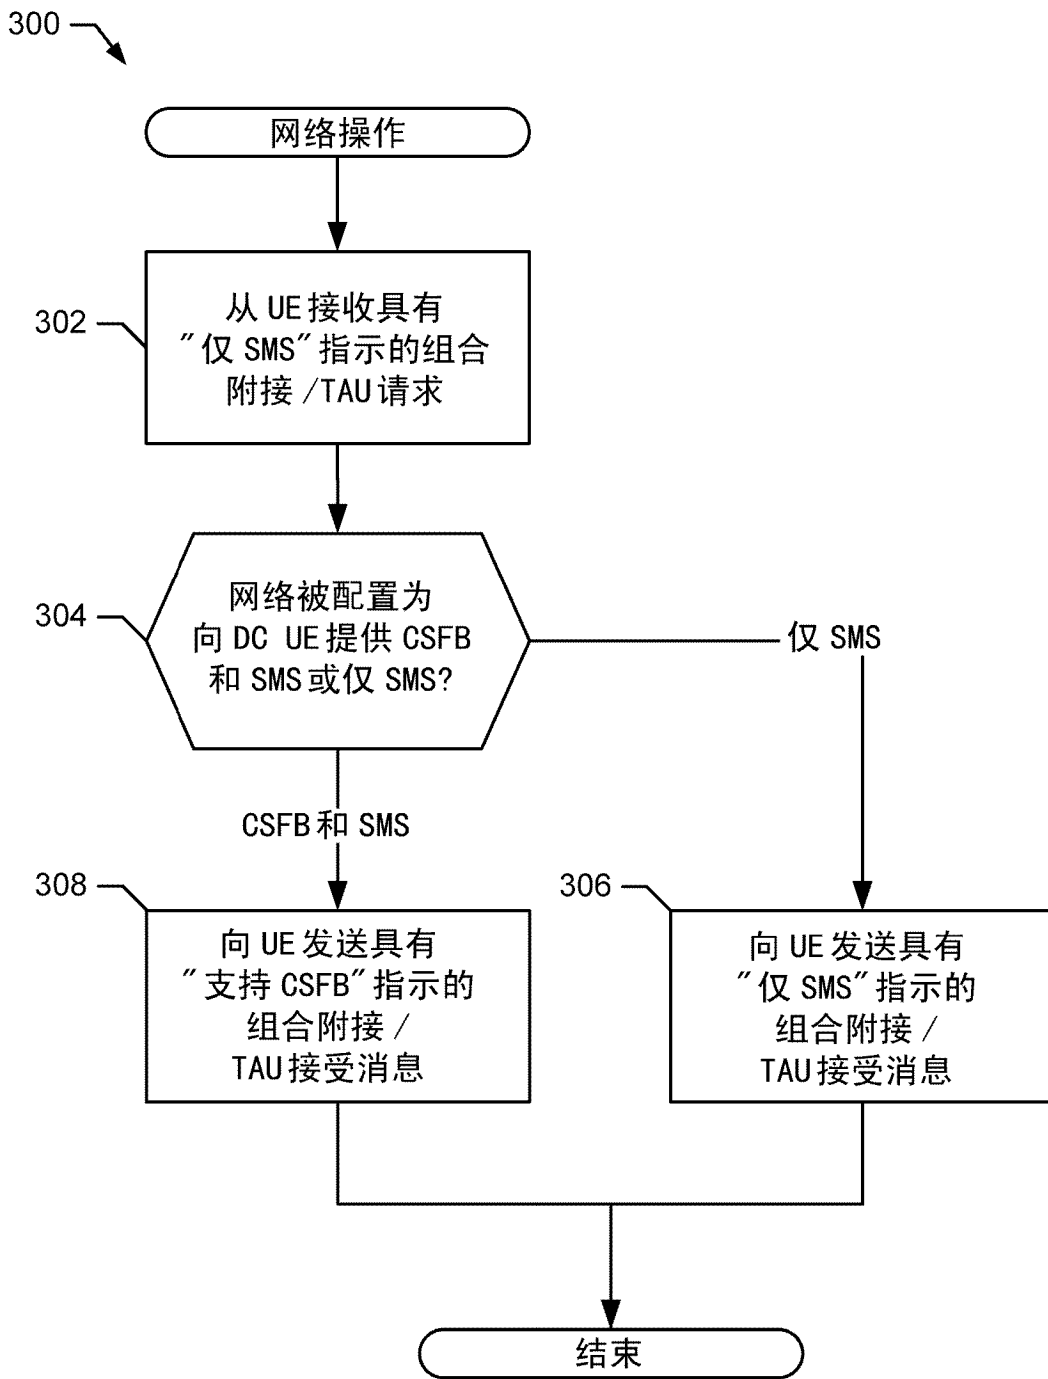 300
网络操作
302
从 UE 接收具有
"仅 SMS" 指示的组合
附接 /TAU 请求
304
网络被配置为
向 DC UE 提供 CSFB
和 SMS 或仅 SMS?
仅 SMS
CSFB 和 SMS
308
向 UE 发送具有
"支持 CSFB" 指示的
组合附接 /
TAU 接受消息
306
向 UE 发送具有
"仅 SMS" 指示的
组合附接 /
TAU 接受消息
结束